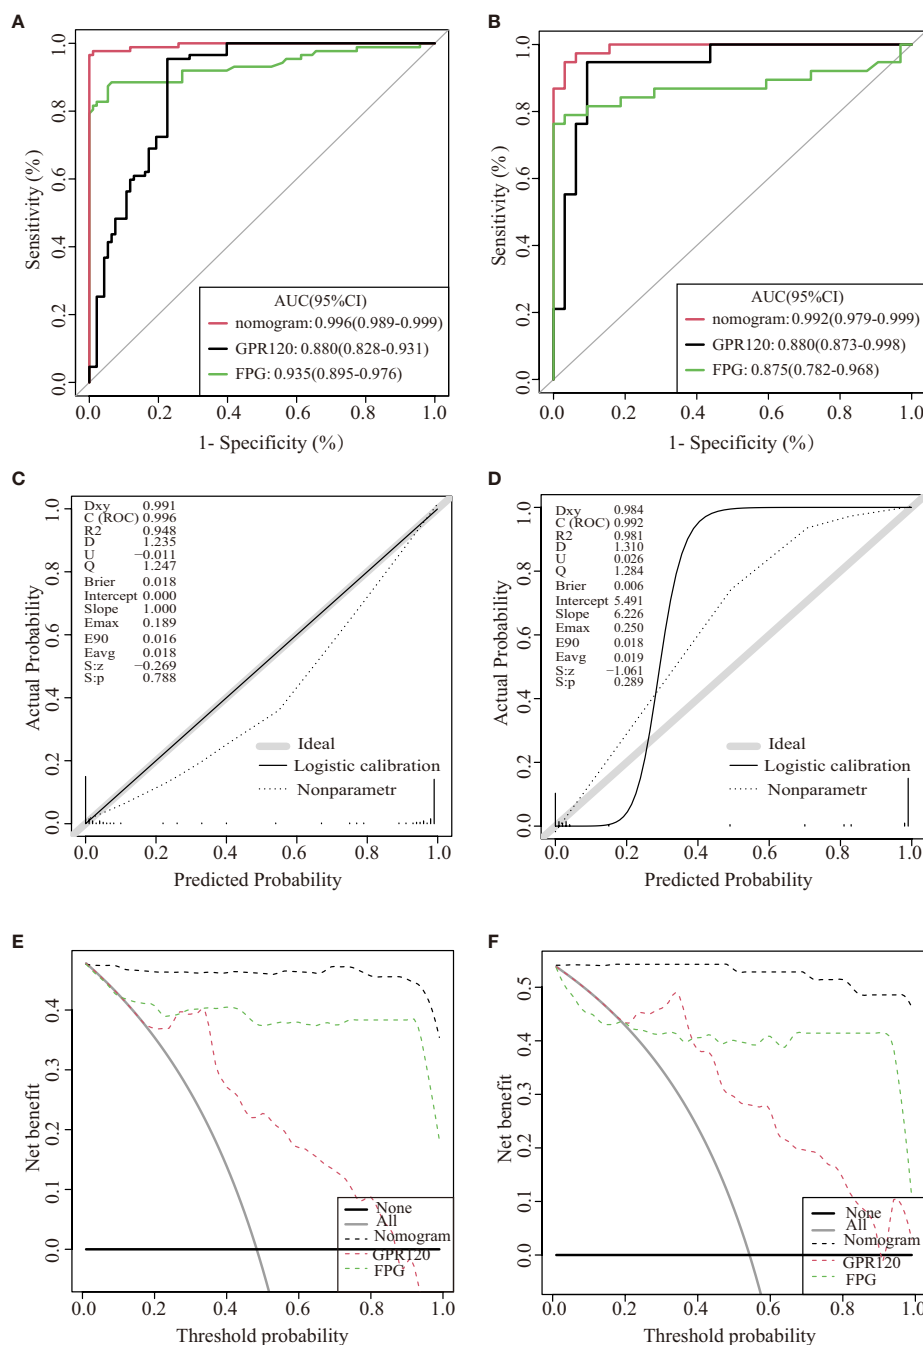 A
Sensitivity (%)
1.0
0.8
0.6
0.4
0.2
0.0
AUC(95%CI)
nomogram: 0.996(0.989-0.999)
GPR120: 0.880(0.828-0.931)
FPG: 0.935(0.895-0.976)
0.0 0.2 0.4 0.6 0.8 1.0
1- Specificity (%)
B
Sensitivity (%)
1.0
0.8
0.6
0.4
0.2
0.0
AUC(95%CI)
nomogram: 0.992(0.979-0.999)
GPR120: 0.880(0.873-0.998)
FPG: 0.875(0.782-0.968)
0.0 0.2 0.4 0.6 0.8 1.0
1- Specificity (%)
C
Actual Probability
1.0
0.8
0.6
0.4
0.2
0.0
Dxy 0.991
C (ROC) 0.996
R2 0.948
D 1.235
U −0.011
Q 1.247
Brier 0.018
Intercept 0.000
Slope 1.000
Emax 0.189
E90 0.016
Eavg 0.018
S:z −0.269
S:p 0.788
Ideal
Logistic calibration
Nonparametr
0.0 0.2 0.4 0.6 0.8 1.0
Predicted Probability
D
Actual Probability
1.0
0.8
0.6
0.4
0.2
0.0
Dxy 0.984
C (ROC) 0.992
R2 0.981
D 1.310
U 0.026
Q 1.284
Brier 0.006
Intercept 5.491
Slope 6.226
Emax 0.250
E90 0.018
Eavg 0.019
S:z −1.061
S:p 0.289
Ideal
Logistic calibration
Nonparametr
0.0 0.2 0.4 0.6 0.8 1.0
Predicted Probability
E
Net benefit
0.4
0.3
0.2
0.1
0.0
None
All
Nomogram
GPR120
FPG
0.0 0.2 0.4 0.6 0.8 1.0
Threshold probability
F
Net benefit
0.5
0.4
0.3
0.2
0.1
0.0
None
All
Nomogram
GPR120
FPG
0.0 0.2 0.4 0.6 0.8 1.0
Threshold probability